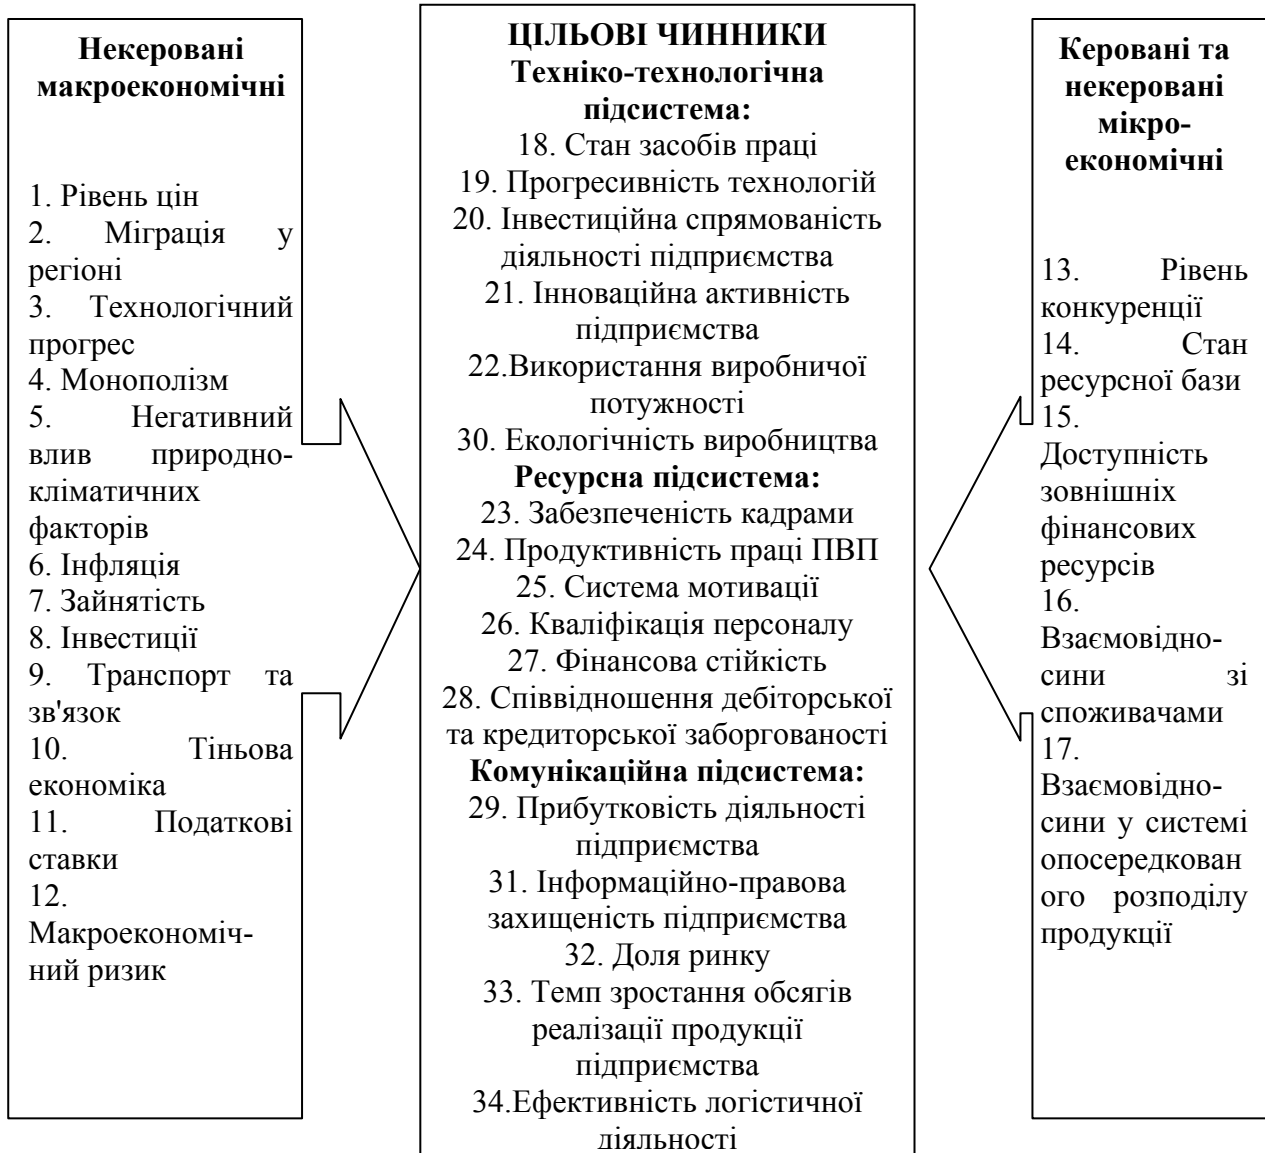 Некеровані
макроекономічні
1. Рівень цін
2. Міграція у
регіоні
3. Технологічний
прогрес
4. Монополізм
5. Негативний
влив природно-
кліматичних
факторів
6. Інфляція
7. Зайнятість
8. Інвестиції
9. Транспорт та
зв'язок
10. Тіньова
економіка
11. Податкові
ставки
12.
Макроекономіч-
ний ризик
ЦІЛЬОВІ ЧИННИКИ
Техніко-технологічна
підсистема:
18. Стан засобів праці
19. Прогресивність технологій
20. Інвестиційна спрямованість
діяльності підприємства
21. Інноваційна активність
підприємства
22.Використання виробничої
потужності
30. Екологічність виробництва
Ресурсна підсистема:
23. Забезпеченість кадрами
24. Продуктивність праці ПВП
25. Система мотивації
26. Кваліфікація персоналу
27. Фінансова стійкість
28. Співвідношення дебіторської
та кредиторської заборгованості
Комунікаційна підсистема:
29. Прибутковість діяльності
підприємства
31. Інформаційно-правова
захищеність підприємства
32. Доля ринку
33. Темп зростання обсягів
реалізації продукції
підприємства
34.Ефективність логістичної
діяльності
Керовані та
некеровані
мікро-
економічні
13. Рівень
конкуренції
14. Стан
ресурсної бази
15.
Доступність
зовнішніх
фінансових
ресурсів
16.
Взаємовідно-
сини зі
споживачами
17.
Взаємовідно-
сини у системі
опосередкован
ого розподілу
продукції